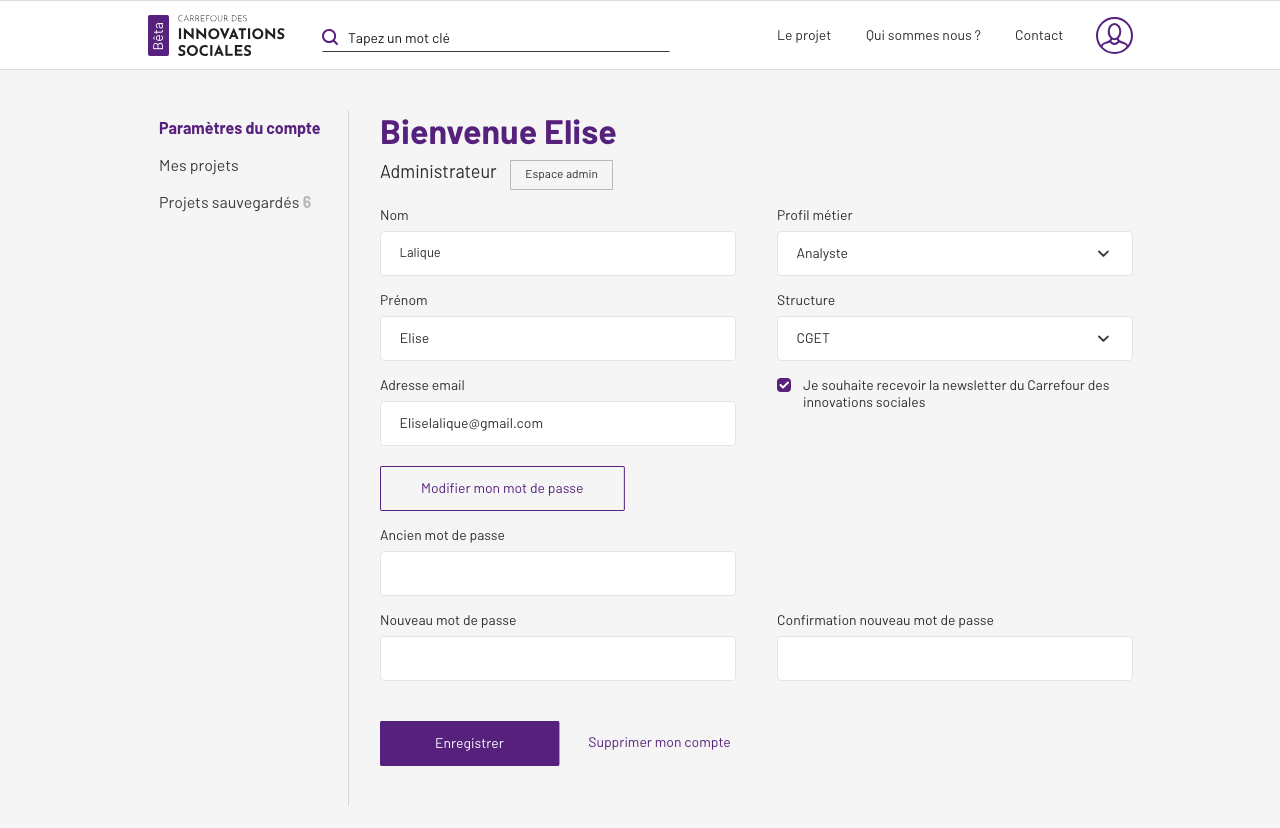 Bêta
CARREFOUR DES
INNOVATIONS
SOCIALES
Tapez un mot clé
Le projet
Qui sommes nous ?
Contact
Paramètres du compte
Mes projets
Projets sauvegardés 6
Bienvenue Elise
Administrateur
Espace admin
Nom
Lalique
Profil métier
Analyste
Prénom
Elise
Structure
CGET
Adresse email
Eliselalique@gmail.com
Je souhaite recevoir la newsletter du Carrefour des
innovations sociales
Modifier mon mot de passe
Ancien mot de passe
Nouveau mot de passe
Confirmation nouveau mot de passe
Enregistrer
Supprimer mon compte